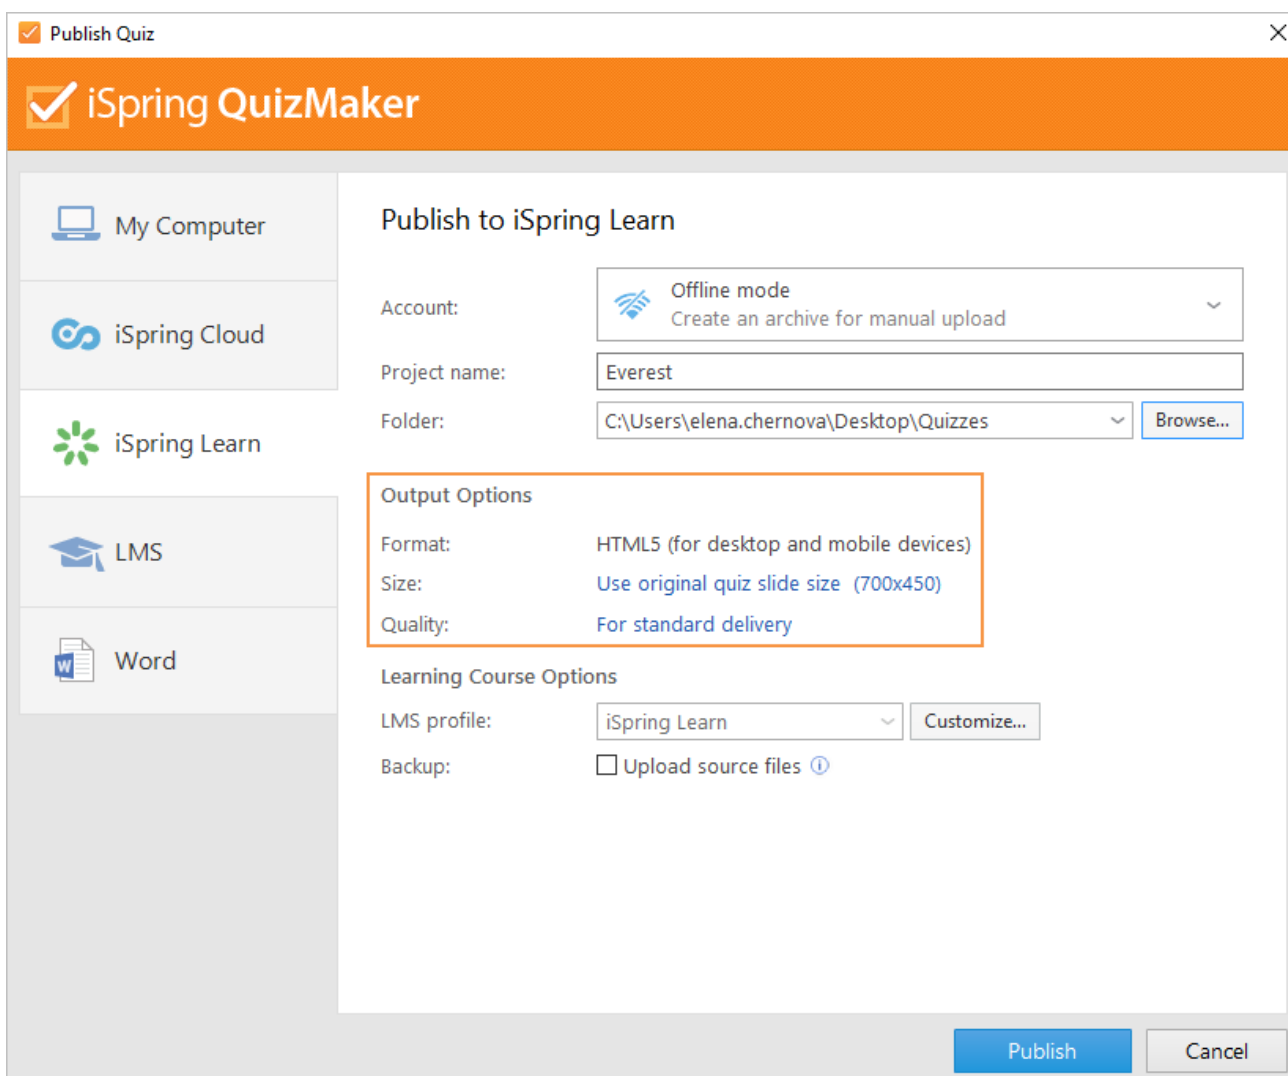 Publish Quiz
iSpring QuizMaker
My Computer
iSpring Cloud
iSpring Learn
LMS
W
Word
Publish to iSpring Learn
Account:
Offline mode
Create an archive for manual upload
Project name:
Everest
Folder:
C:\Users\elena.chernova\Desktop\Quizzes
Browse...
Output Options
Format: HTML5 (for desktop and mobile devices)
Size: Use original quiz slide size (700x450)
Quality: For standard delivery
Learning Course Options
LMS profile: iSpring Learn Customize...
Backup: Upload source files
Publish Cancel